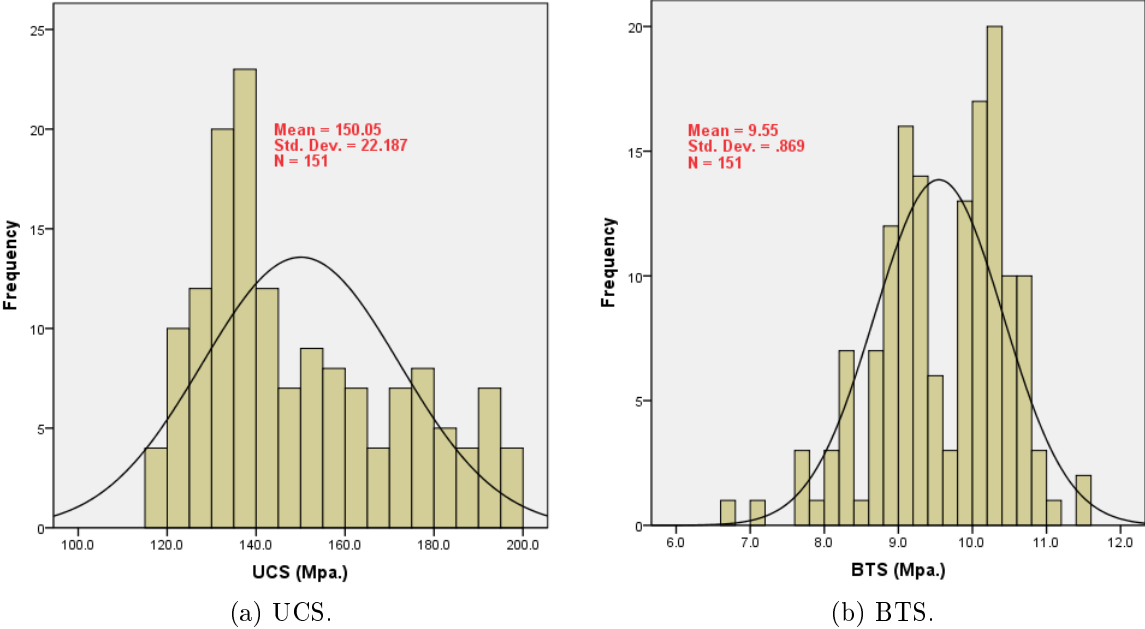 25
20
15
10
5
0
Frequency
Mean = 150.05
Std. Dev. = 22.187
N = 151
100.0 120.0 140.0 160.0 180.0 200.0
UCS (Mpa.)
(a) UCS.
20
15
10
5
0
Frequency
Mean = 9.55
Std. Dev. = .869
N = 151
6.0 7.0 8.0 9.0 10.0 11.0 12.0
BTS (Mpa.)
(b) BTS.